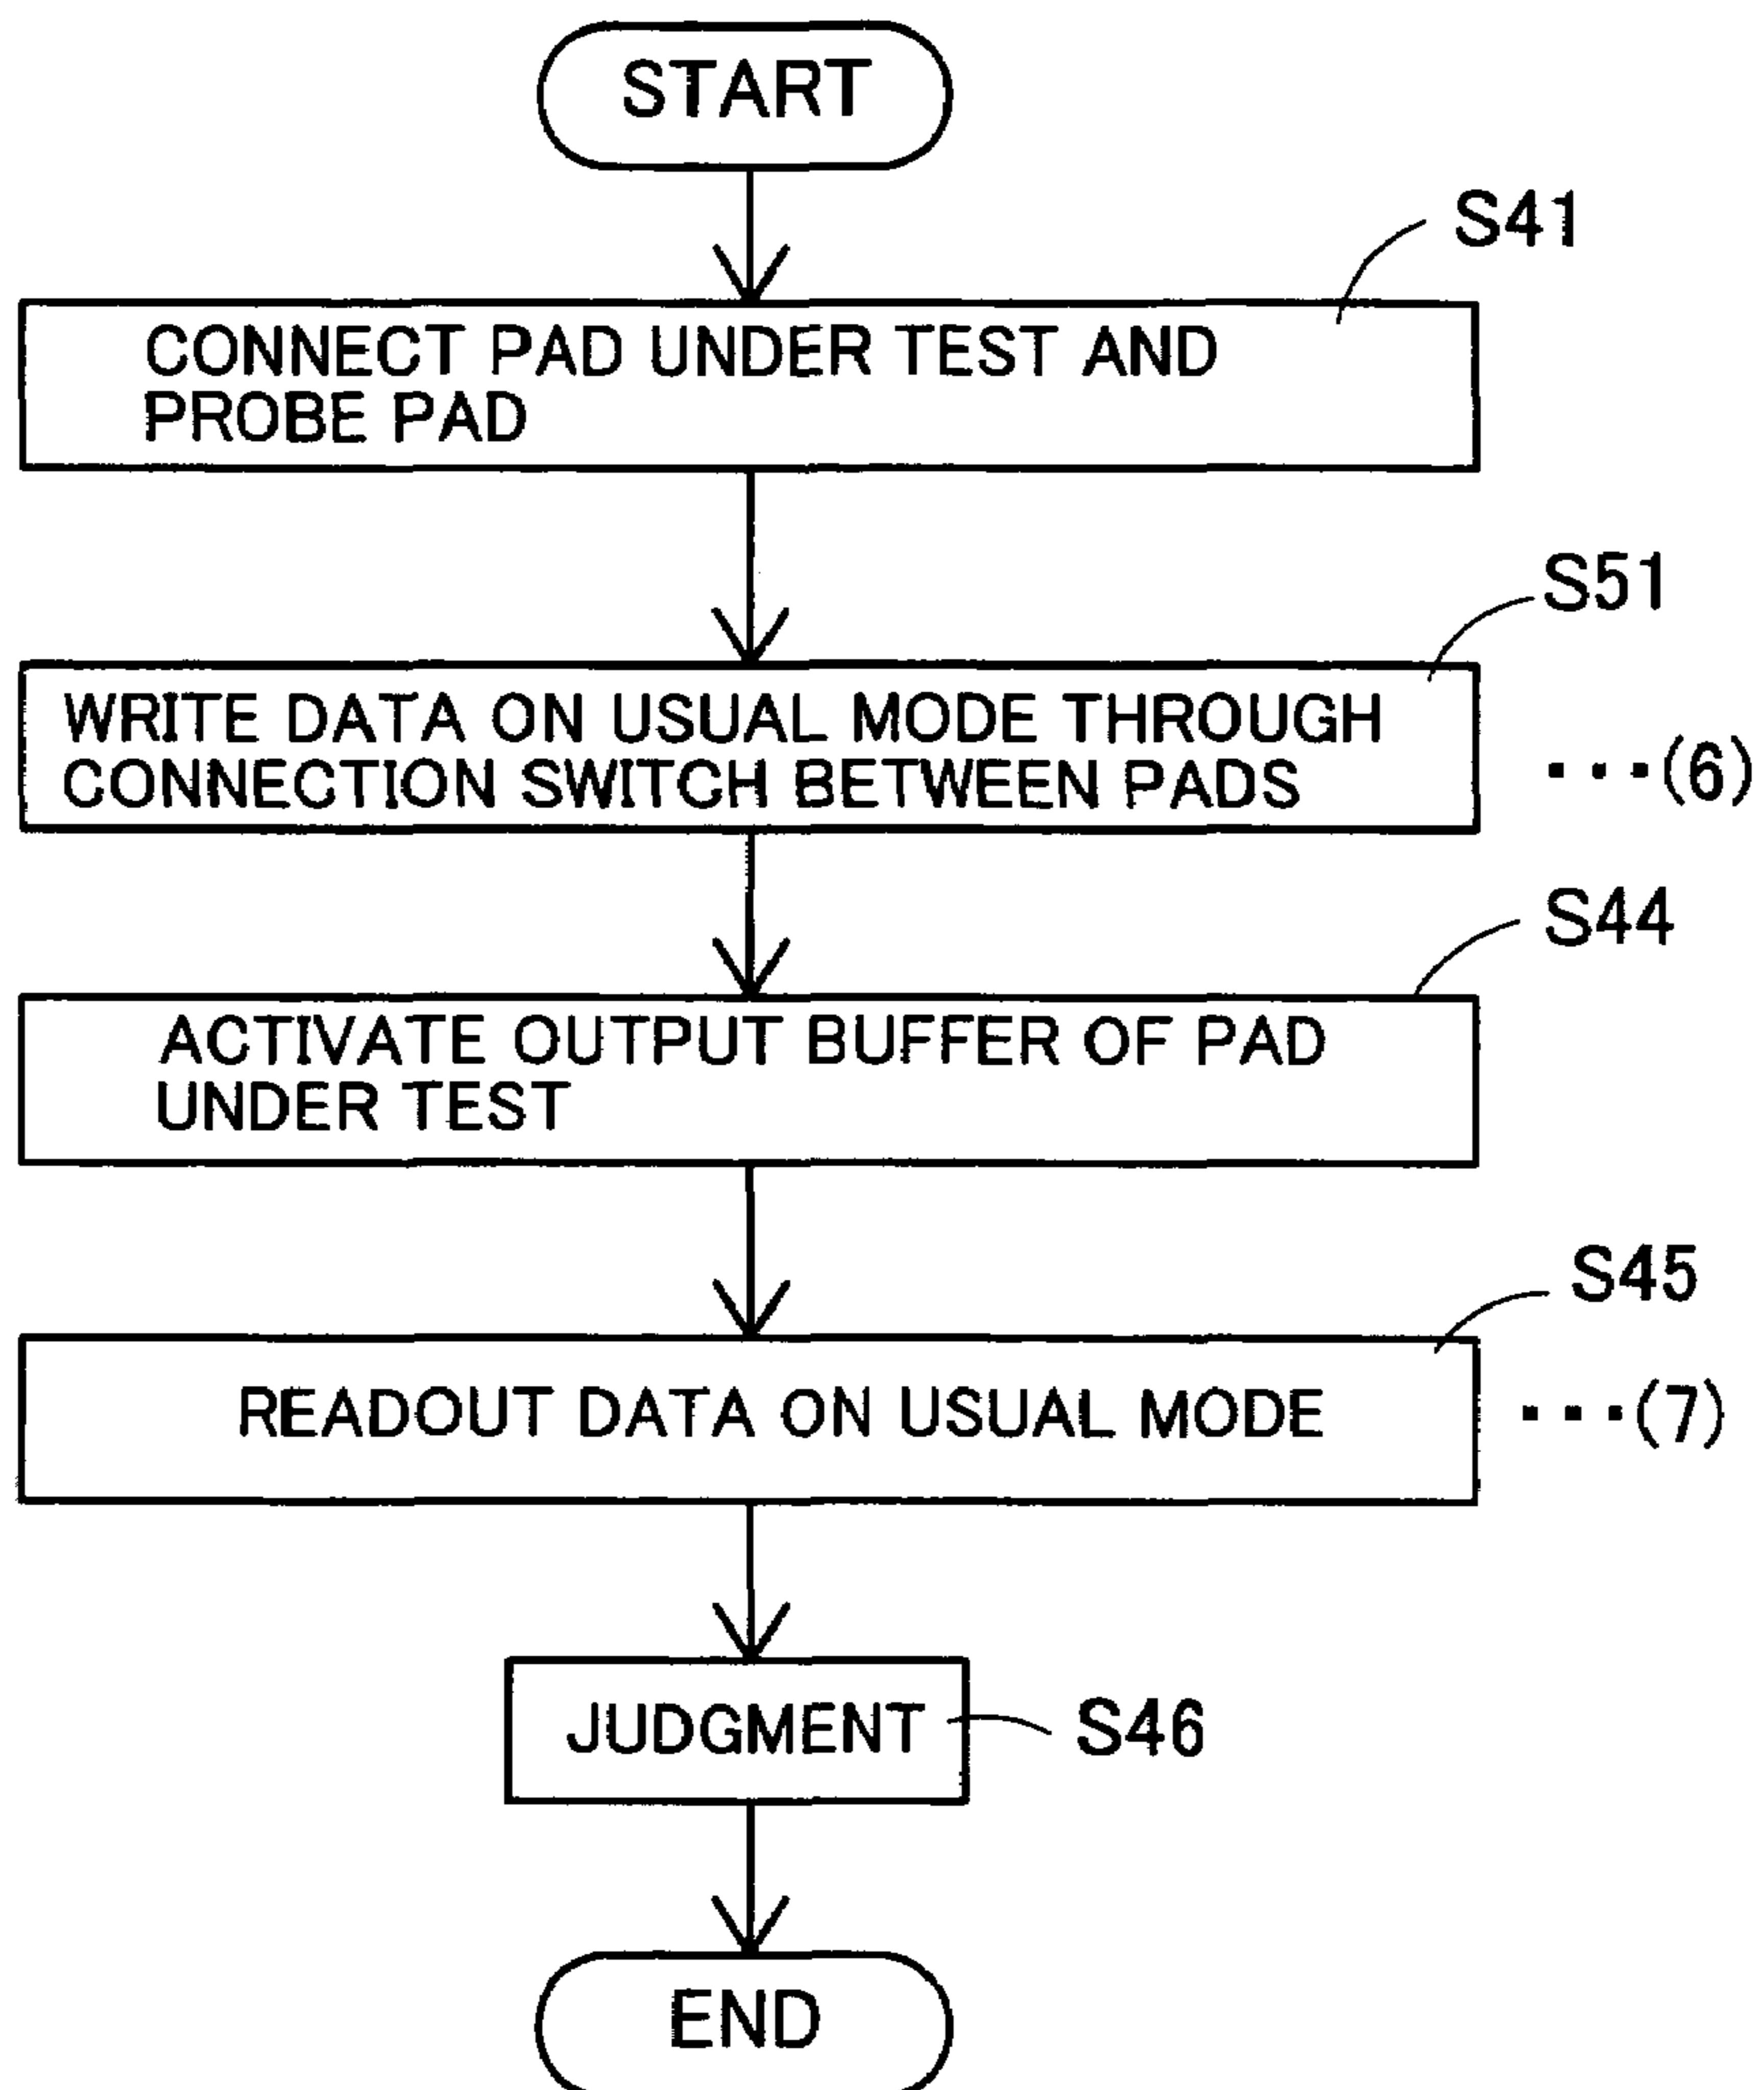 START
S41
CONNECT PAD UNDER TEST AND
PROBE PAD
S51
WRITE DATA ON USUAL MODE THROUGH
CONNECTION SWITCH BETWEEN PADS
···(6)
S44
ACTIVATE OUTPUT BUFFER OF PAD
UNDER TEST
S45
READOUT DATA ON USUAL MODE
···(7)
JUDGMENT
S46
END